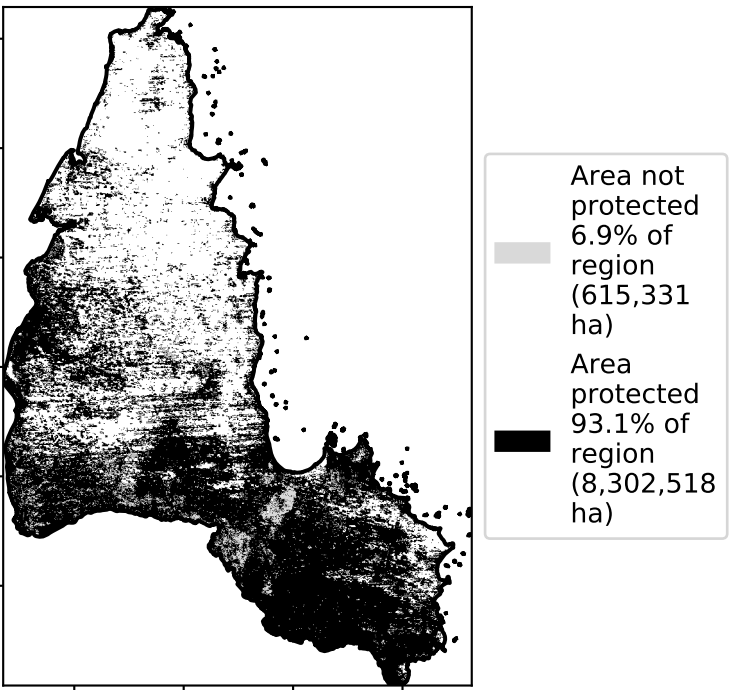 Area not
protected
6.9% of
region
(615,331
ha)
Area
protected
93.1% of
region
(8,302,518
ha)